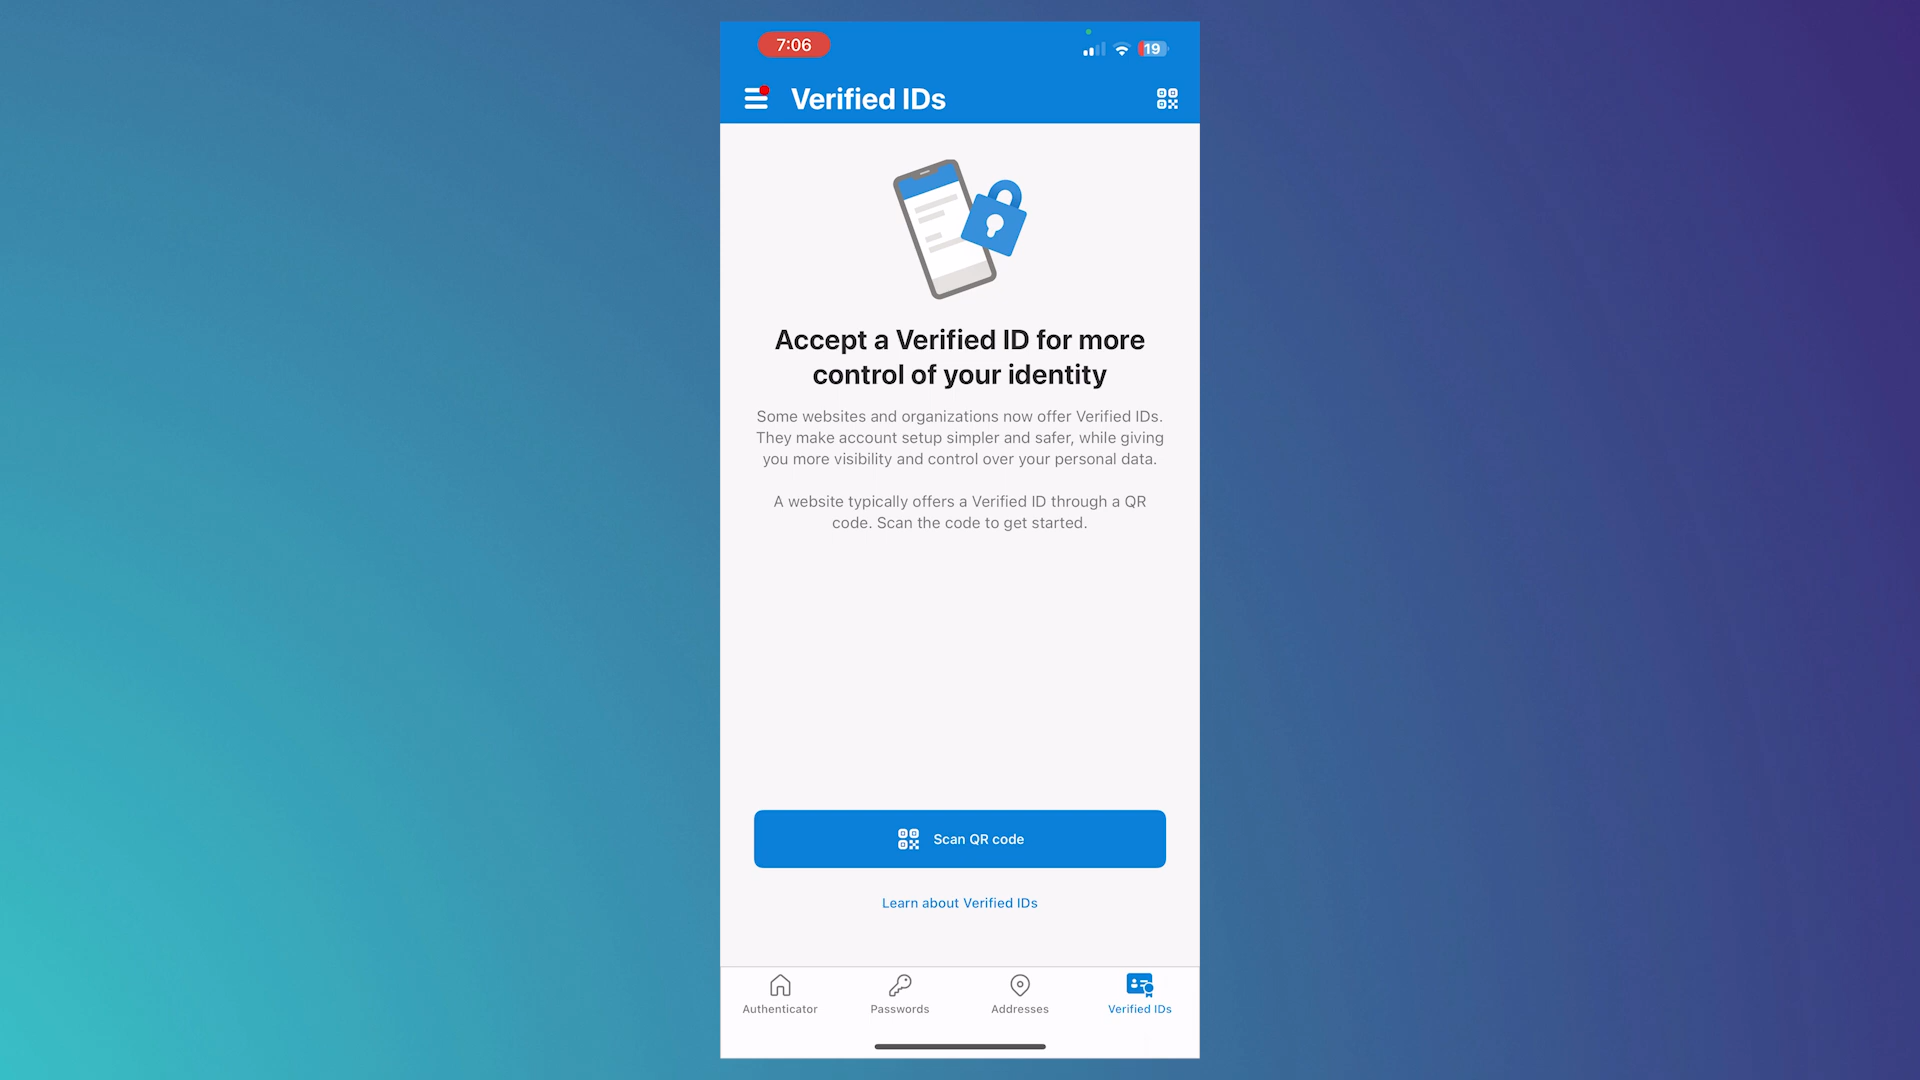 7:06
19
Verified IDs
Accept a Verified ID for more
control of your identity
Some websites and organizations now offer Verified IDs.
They make account setup simpler and safer, while giving
you more visibility and control over your personal data.
A website typically offers a Verified ID through a QR
code. Scan the code to get started.
Scan QR code
Learn about Verified IDs
Authenticator
Passwords
Addresses
Verified IDs